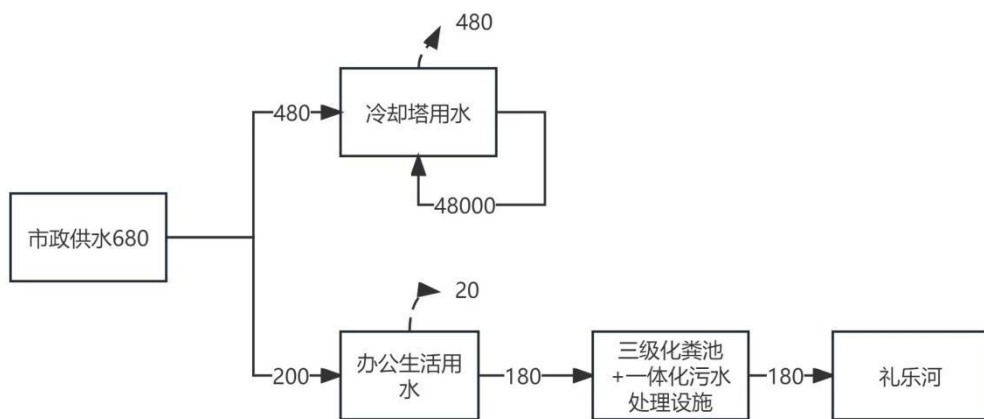 480
480
冷却塔用水
48000
市政供水680
20
200
办公生活用
水
180
三级化粪池
+一体化污水
处理设施
180
礼乐河